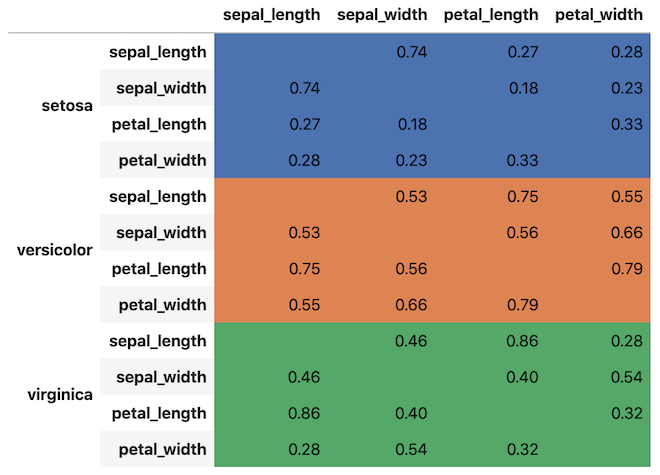 sepal_length sepal_width petal_length petal_width
sepal_length 0.74 0.27 0.28
sepal_width 0.74 0.18 0.23
setosa
petal_length 0.27 0.18 0.33
petal_width 0.28 0.23 0.33
sepal_length 0.53 0.75 0.55
sepal_width 0.53 0.56 0.66
versicolor
petal_length 0.75 0.56 0.79
petal_width 0.55 0.66 0.79
sepal_length 0.46 0.86 0.28
sepal_width 0.46 0.40 0.54
virginica
petal_length 0.86 0.40 0.32
petal_width 0.28 0.54 0.32